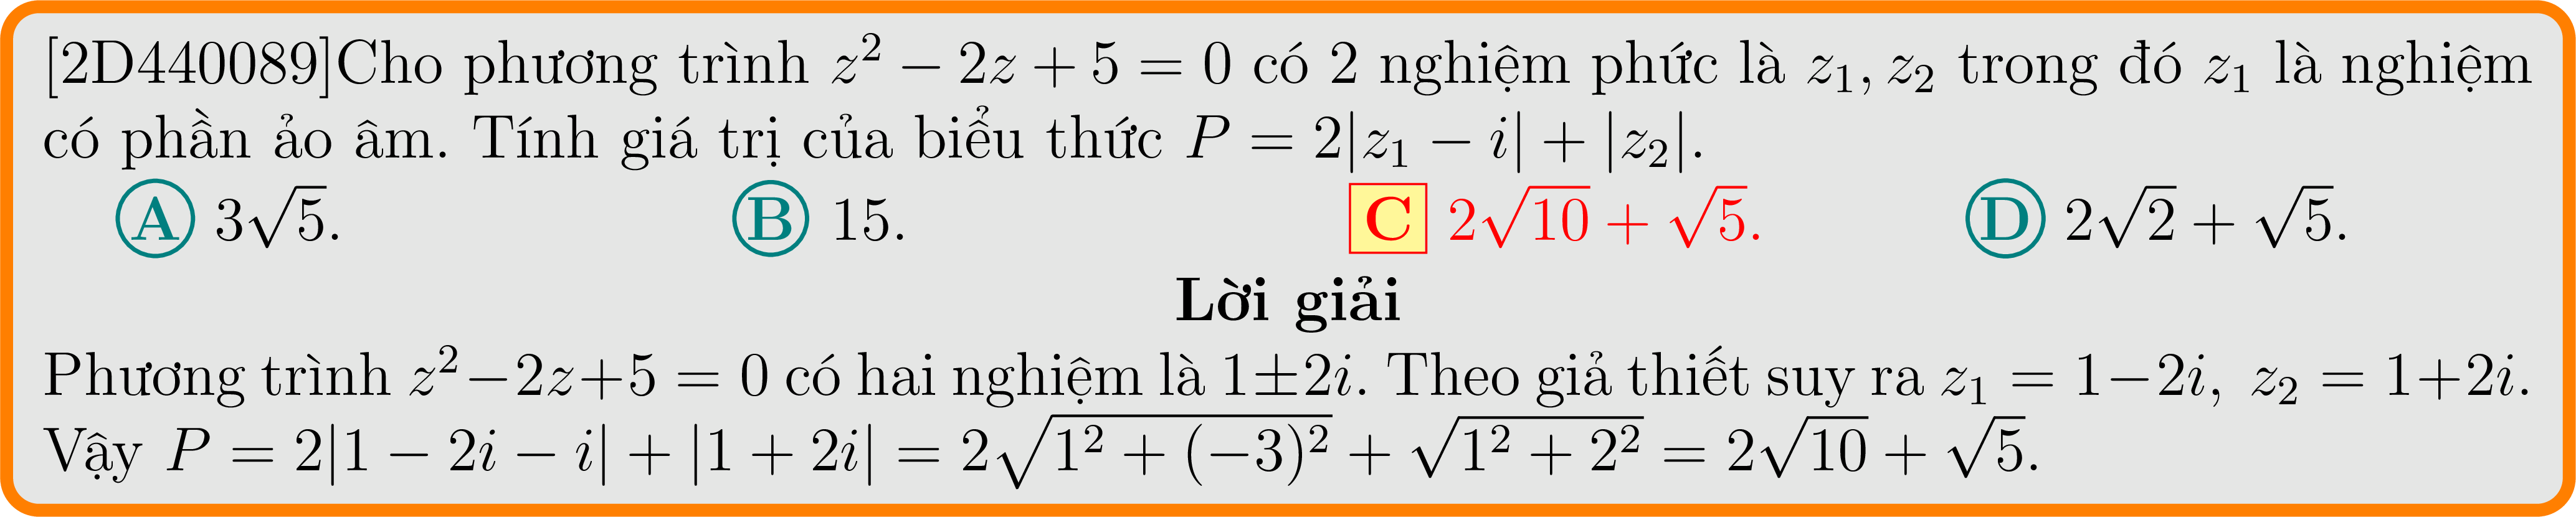 [2D440089]Cho phương trình $z^2 - 2z + 5 = 0$ có 2 nghiệm phức là $z_1, z_2$ trong đó $z_1$ là nghiệm
có phần ảo âm. Tính giá trị của biểu thức $P = 2|z_1 - i| + |z_2|$.
A $3\sqrt{5}$. B 15. C $2\sqrt{10} + \sqrt{5}$. D $2\sqrt{2} + \sqrt{5}$.
Lời giải
Phương trình $z^2 - 2z + 5 = 0$ có hai nghiệm là $1 \pm 2i$. Theo giả thiết suy ra $z_1 = 1 - 2i$, $z_2 = 1 + 2i$.
Vậy $P = 2|1 - 2i - i| + |1 + 2i| = 2\sqrt{1^2 + (-3)^2} + \sqrt{1^2 + 2^2} = 2\sqrt{10} + \sqrt{5}$.